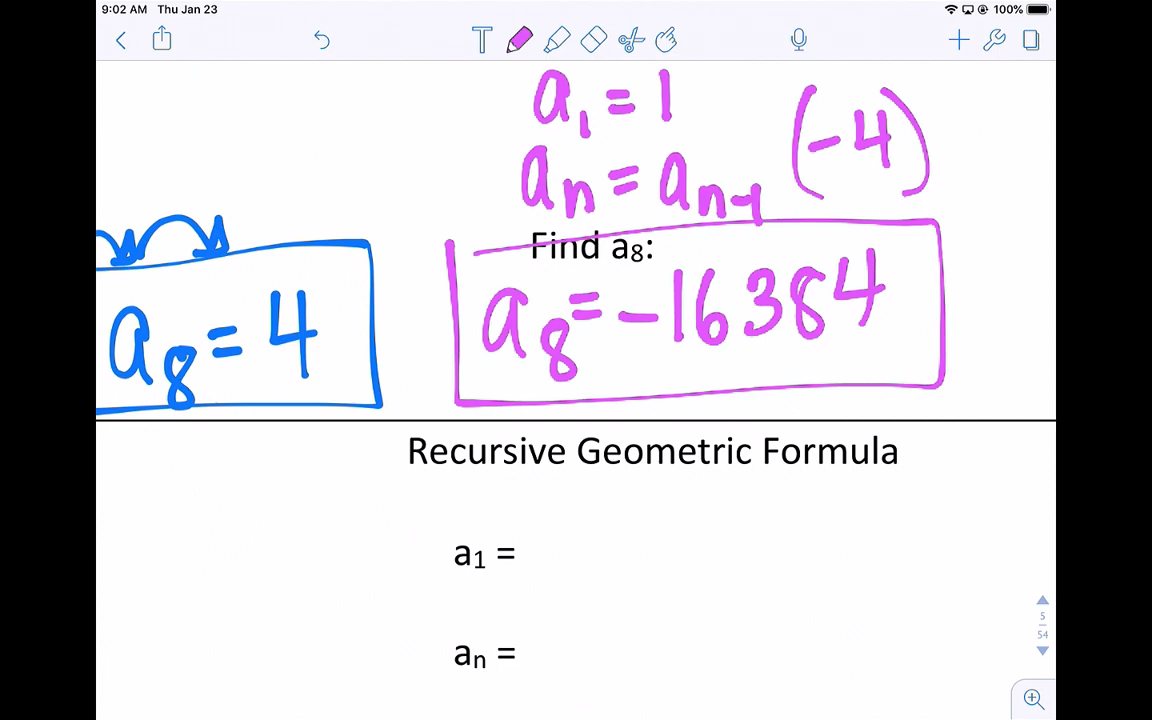 9:02 AM Thu Jan 23
100%
T
a₁ = 1
aₙ = aₙ₋₁ (-4)
Find a₈:
a₈ = 4
a₈ = -16384
Recursive Geometric Formula
a₁ =
aₙ =
5
54